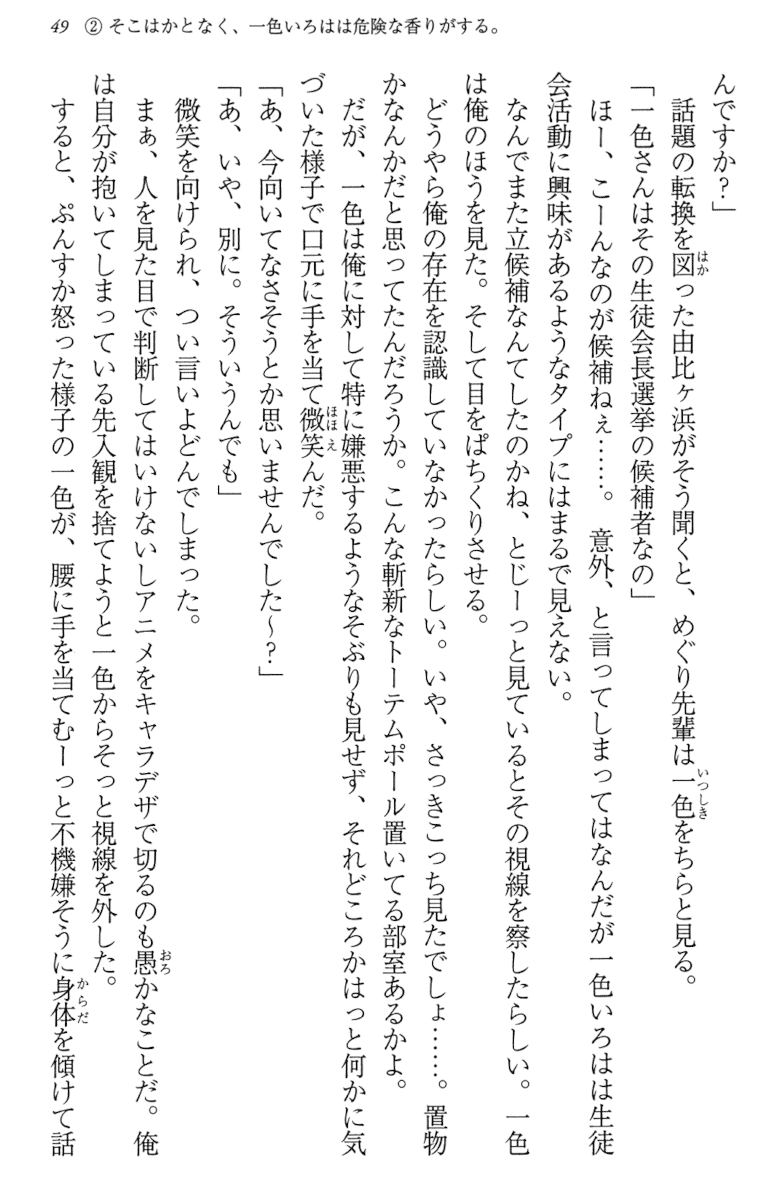 49 ② そこはかとなく、一色いろはは危険な香りがする。
んですか？」
　話題の転換を図った由比ヶ浜がそう聞くと、めぐり先輩は一色をちらと見る。
「一色さんはその生徒会長選挙の候補者なの」
　ほー、こーんなのが候補ねぇ……。　意外、と言ってしまってはなんだが一色いろはは生徒
会活動に興味があるようなタイプにはまるで見えない。
　なんでまた立候補なんてしたのかね、とじーっと見ているとその視線を察したらしい。一色
は俺のほうを見た。そして目をぱちくりさせる。
　どうやら俺の存在を認識していなかったらしい。いや、さっきこっち見たでしょ……。置物
かなんかだと思ってたんだろうか。こんな斬新なトーテムポール置いてる部室あるかよ。
　だが、一色は俺に対して特に嫌悪するようなそぶりも見せず、それどころかはっと何かに気
づいた様子で口元に手を当て微笑んだ。
「あ、今向いてなさそうとか思いませんでした〜？」
「あ、いや、別に。そういうんでも」
　微笑を向けられ、つい言いよどんでしまった。
　まぁ、人を見た目で判断してはいけないしアニメをキャラデザで切るのも愚かなことだ。俺
は自分が抱いてしまっている先入観を捨てようと一色からそっと視線を外した。
　すると、ぷんすか怒った様子の一色が、腰に手を当てむーっと不機嫌そうに身体を傾けて話